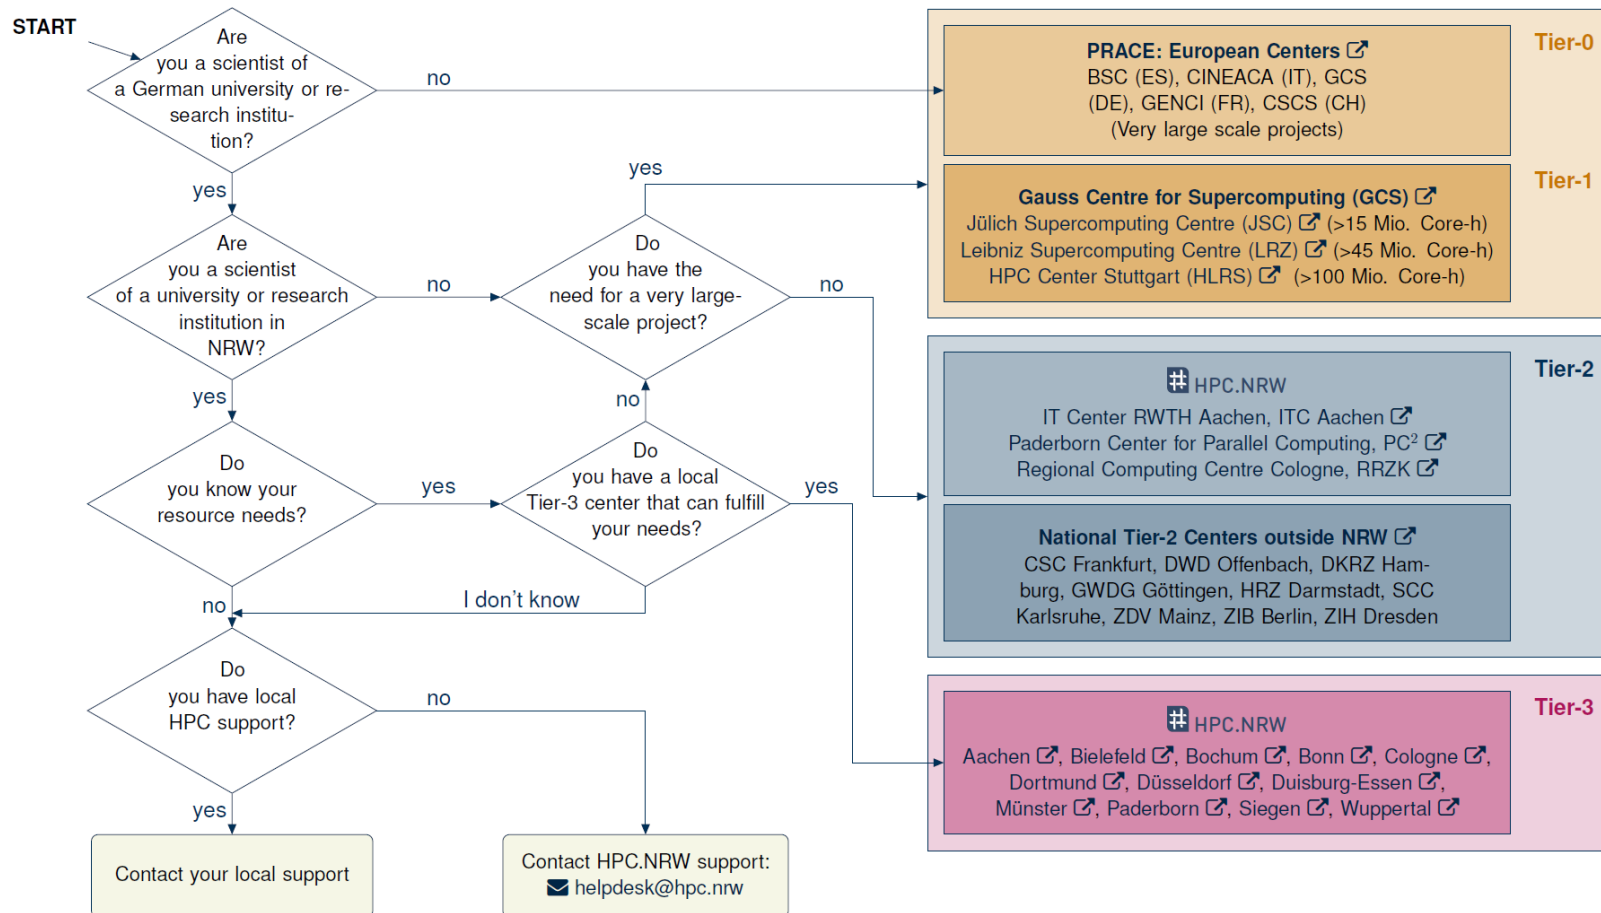 START
Are
you a scientist of
a German university or re-
search institu-
tion?
no
yes
Are
you a scientist
of a university or research
institution in
NRW?
no
yes
Do
you have the
need for a very large-
scale project?
yes
no
Do
you know your
resource needs?
yes
no
Do
you have a local
Tier-3 center that can fulfill
your needs?
no
yes
I don't know
Do
you have local
HPC support?
no
yes
Contact your local support
Contact HPC.NRW support:
helpdesk@hpc.nrw
Tier-0
PRACE: European Centers
BSC (ES), CINEACA (IT), GCS
(DE), GENCI (FR), CSCS (CH)
(Very large scale projects)
Tier-1
Gauss Centre for Supercomputing (GCS)
Jülich Supercomputing Centre (JSC) (>15 Mio. Core-h)
Leibniz Supercomputing Centre (LRZ) (>45 Mio. Core-h)
HPC Center Stuttgart (HLRS) (>100 Mio. Core-h)
Tier-2
HPC.NRW
IT Center RWTH Aachen, ITC Aachen
Paderborn Center for Parallel Computing, PC²
Regional Computing Centre Cologne, RRZK
National Tier-2 Centers outside NRW
CSC Frankfurt, DWD Offenbach, DKRZ Ham-
burg, GWDG Göttingen, HRZ Darmstadt, SCC
Karlsruhe, ZDV Mainz, ZIB Berlin, ZIH Dresden
Tier-3
HPC.NRW
Aachen, Bielefeld, Bochum, Bonn, Cologne,
Dortmund, Düsseldorf, Duisburg-Essen,
Münster, Paderborn, Siegen, Wuppertal